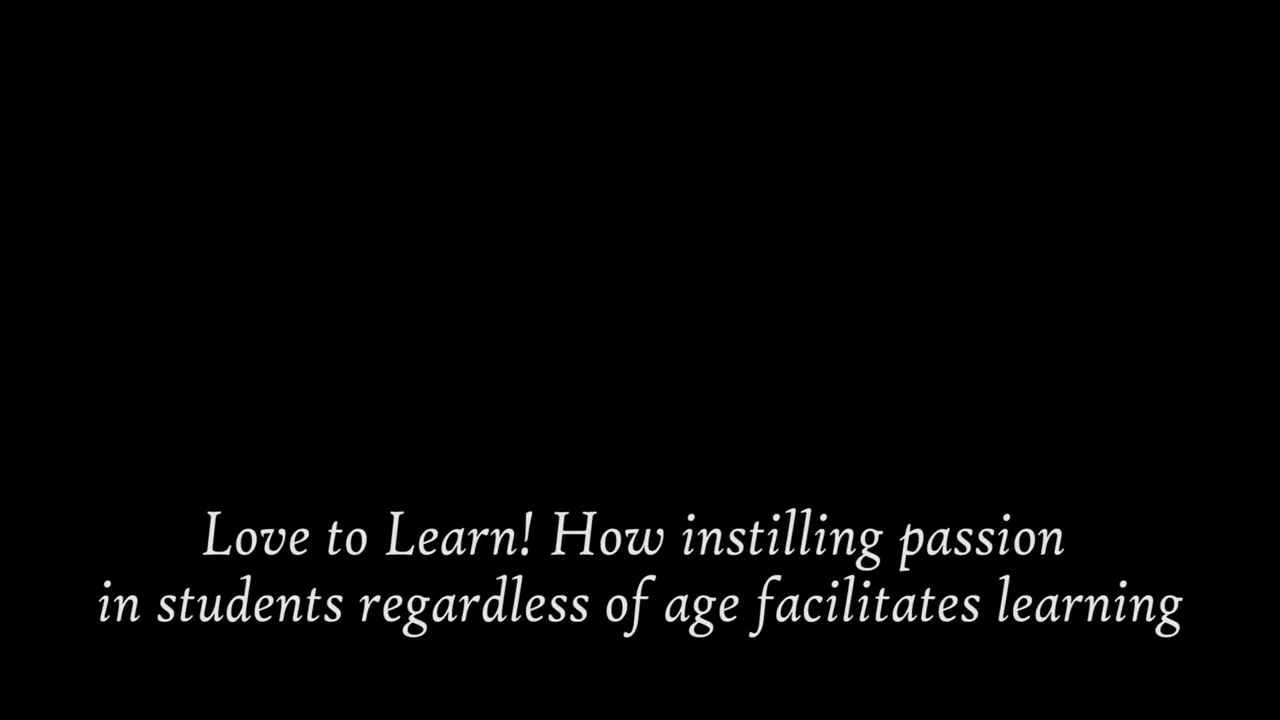 Love to Learn! How instilling passion
in students regardless of age facilitates learning